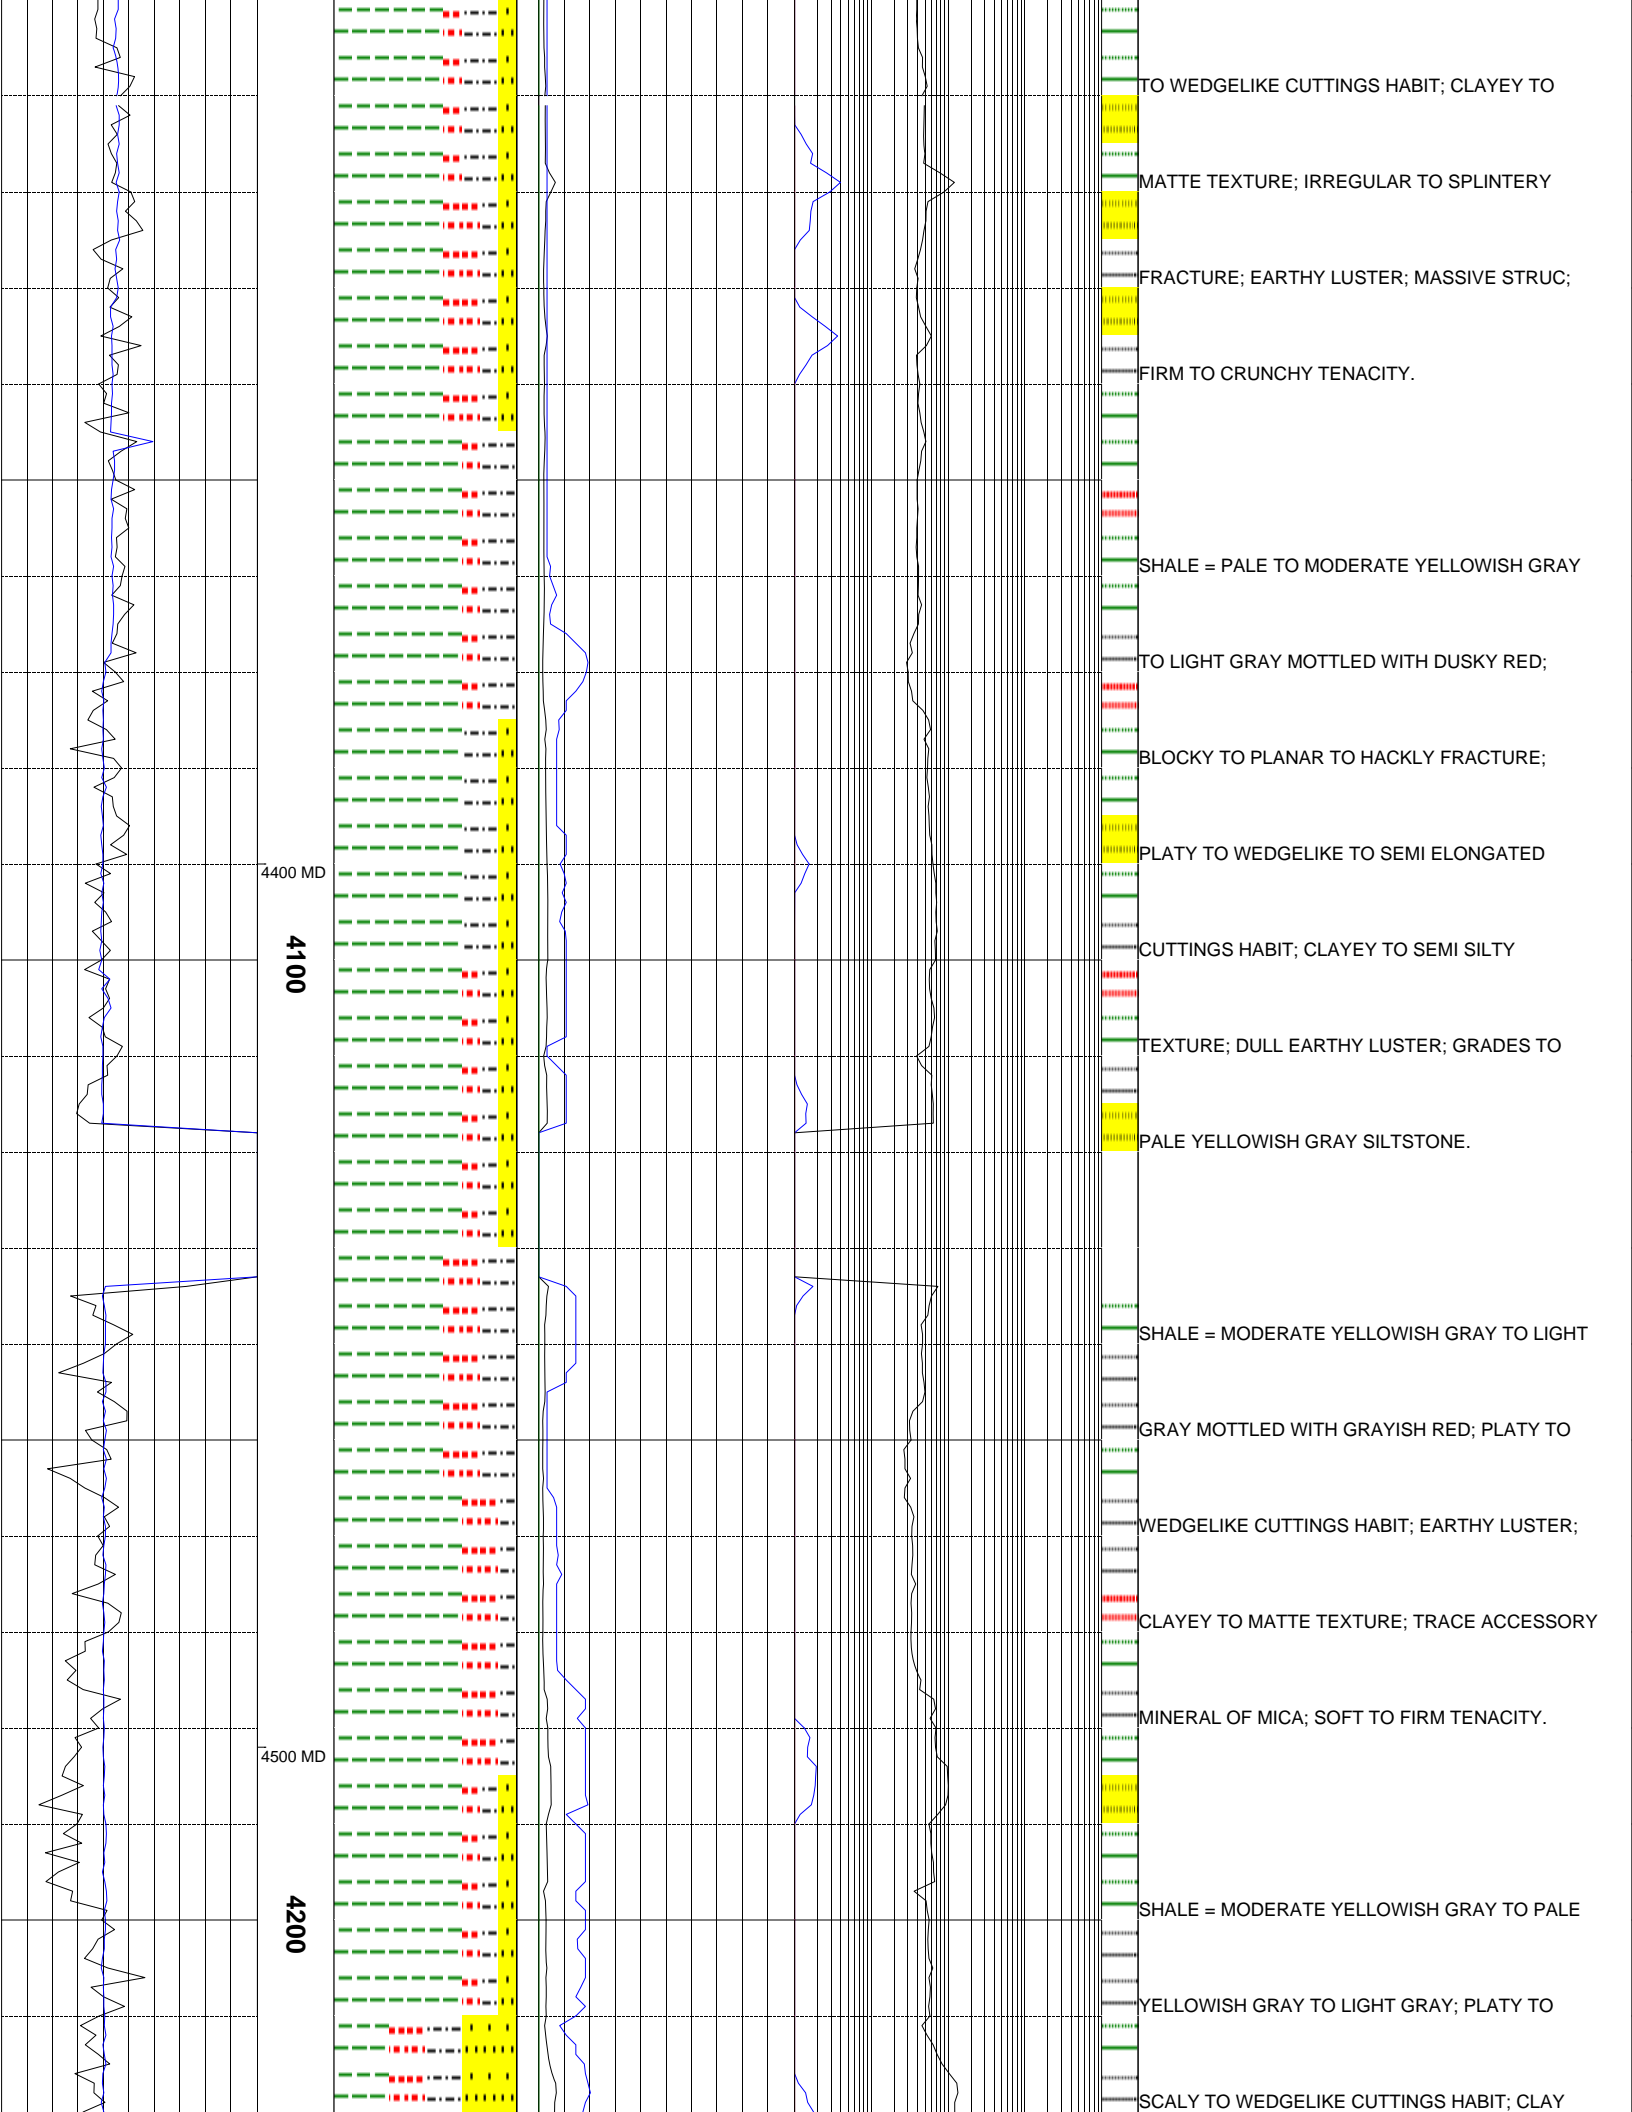 TO WEDGELIKE CUTTINGS HABIT; CLAYEY TO
MATTE TEXTURE; IRREGULAR TO SPLINTERY
FRACTURE; EARTHY LUSTER; MASSIVE STRUC;
FIRM TO CRUNCHY TENACITY.
SHALE = PALE TO MODERATE YELLOWISH GRAY
TO LIGHT GRAY MOTTLED WITH DUSKY RED;
BLOCKY TO PLANAR TO HACKLY FRACTURE;
PLATY TO WEDGELIKE TO SEMI ELONGATED
4400 MD
4100
CUTTINGS HABIT; CLAYEY TO SEMI SILTY
TEXTURE; DULL EARTHY LUSTER; GRADES TO
PALE YELLOWISH GRAY SILTSTONE.
SHALE = MODERATE YELLOWISH GRAY TO LIGHT
GRAY MOTTLED WITH GRAYISH RED; PLATY TO
WEDGELIKE CUTTINGS HABIT; EARTHY LUSTER;
CLAYEY TO MATTE TEXTURE; TRACE ACCESSORY
MINERAL OF MICA; SOFT TO FIRM TENACITY.
4500 MD
4200
SHALE = MODERATE YELLOWISH GRAY TO PALE
YELLOWISH GRAY TO LIGHT GRAY; PLATY TO
SCALY TO WEDGELIKE CUTTINGS HABIT; CLAY